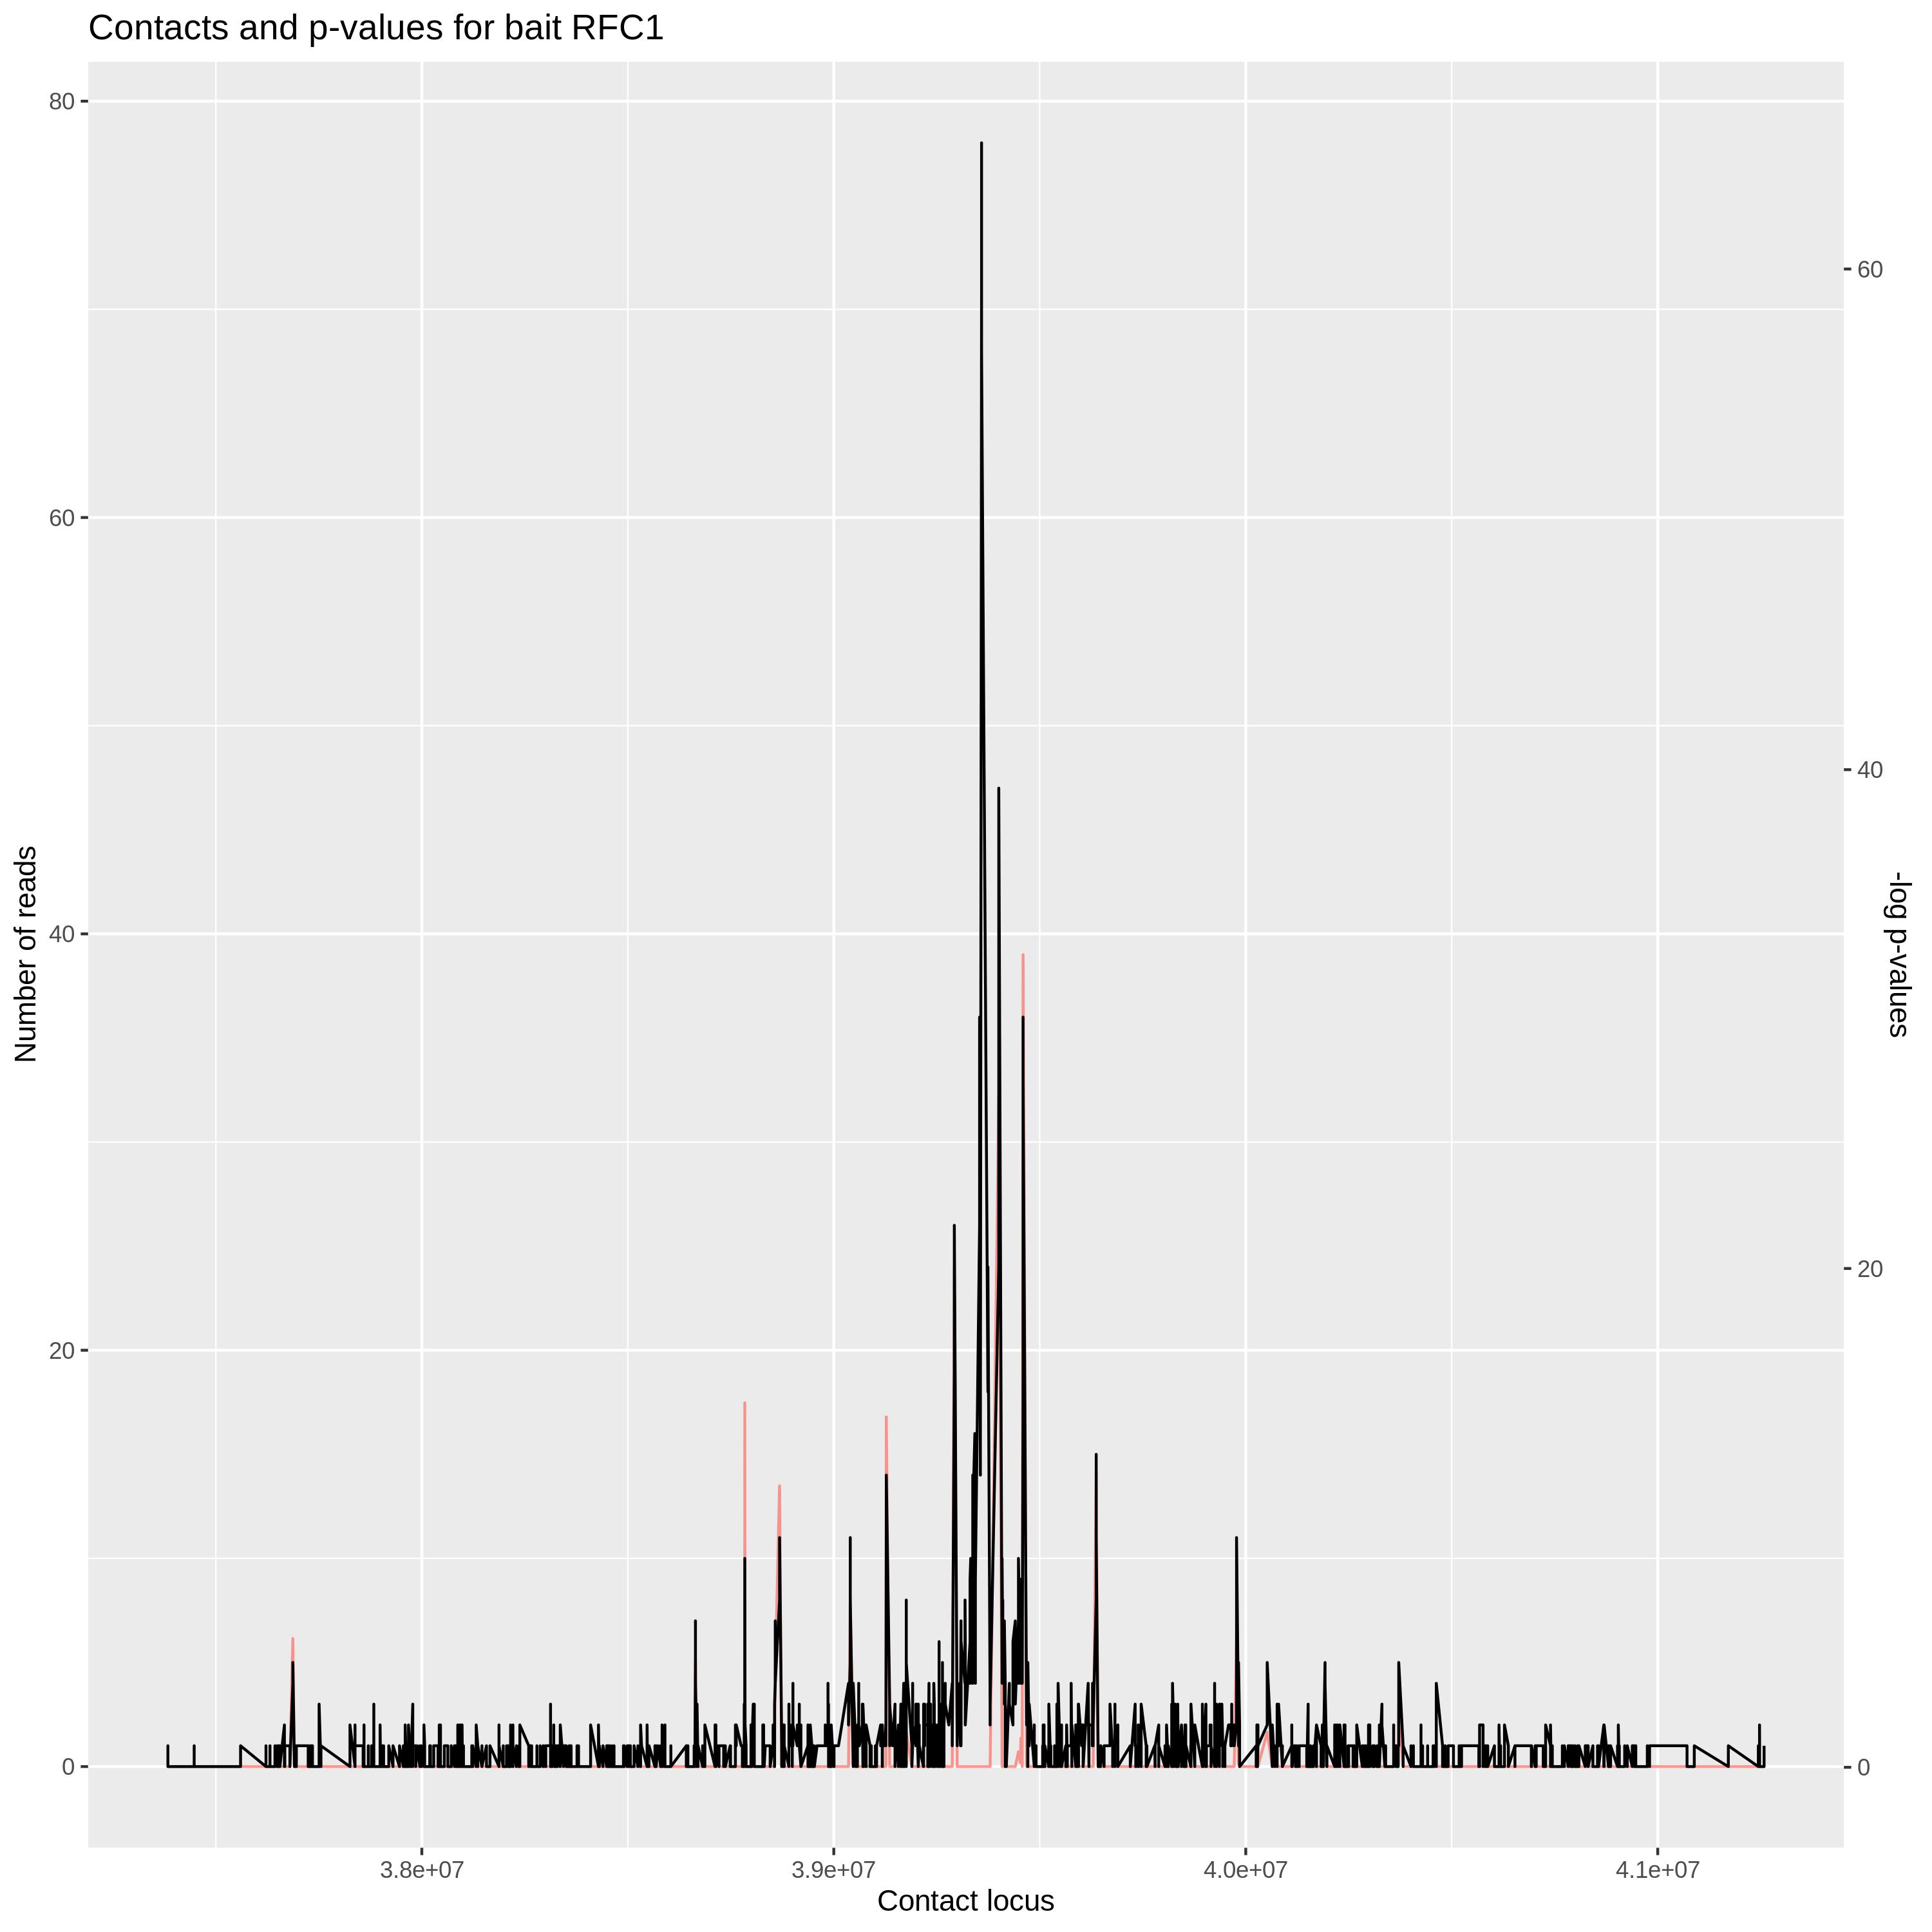 Contacts and p-values for bait RFC1
80
60
40
20
0
60
40
20
0
Number of reads
-log p-values
3.8e+07
3.9e+07
4.0e+07
4.1e+07
Contact locus